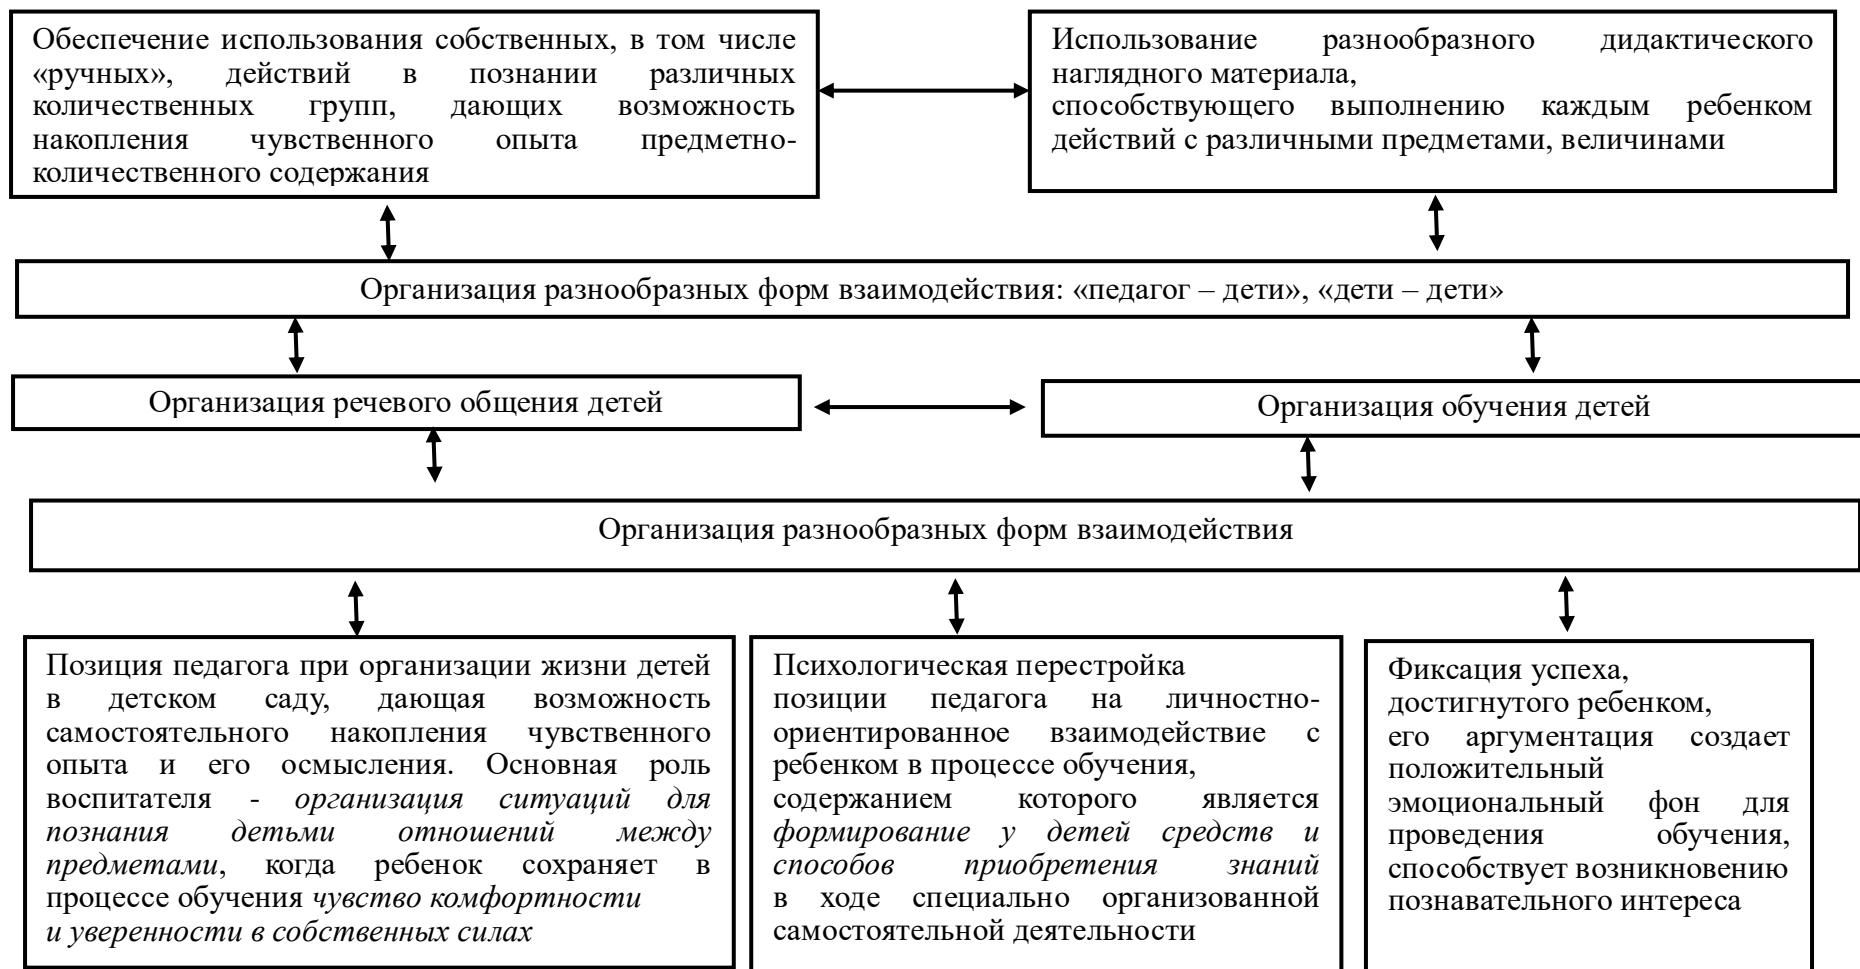 Обеспечение использования собственных, в том числе
«ручных», действий в познании различных
количественных групп, дающих возможность
накопления чувственного опыта предметно-
количественного содержания
Использование разнообразного дидактического
наглядного материала,
способствующего выполнению каждым ребенком
действий с различными предметами, величинами
Организация разнообразных форм взаимодействия: «педагог – дети», «дети – дети»
Организация речевого общения детей
Организация обучения детей
Организация разнообразных форм взаимодействия
Позиция педагога при организации жизни детей
в детском саду, дающая возможность
самостоятельного накопления чувственного
опыта и его осмысления. Основная роль
воспитателя - организация ситуаций для
познания детьми отношений между
предметами, когда ребенок сохраняет в
процессе обучения чувство комфортности
и уверенности в собственных силах
Психологическая перестройка
позиции педагога на личностно-
ориентированное взаимодействие с
ребенком в процессе обучения,
содержанием которого является
формирование у детей средств и
способов приобретения знаний
в ходе специально организованной
самостоятельной деятельности
Фиксация успеха,
достигнутого ребенком,
его аргументация создает
положительный
эмоциональный фон для
проведения обучения,
способствует возникновению
познавательного интереса